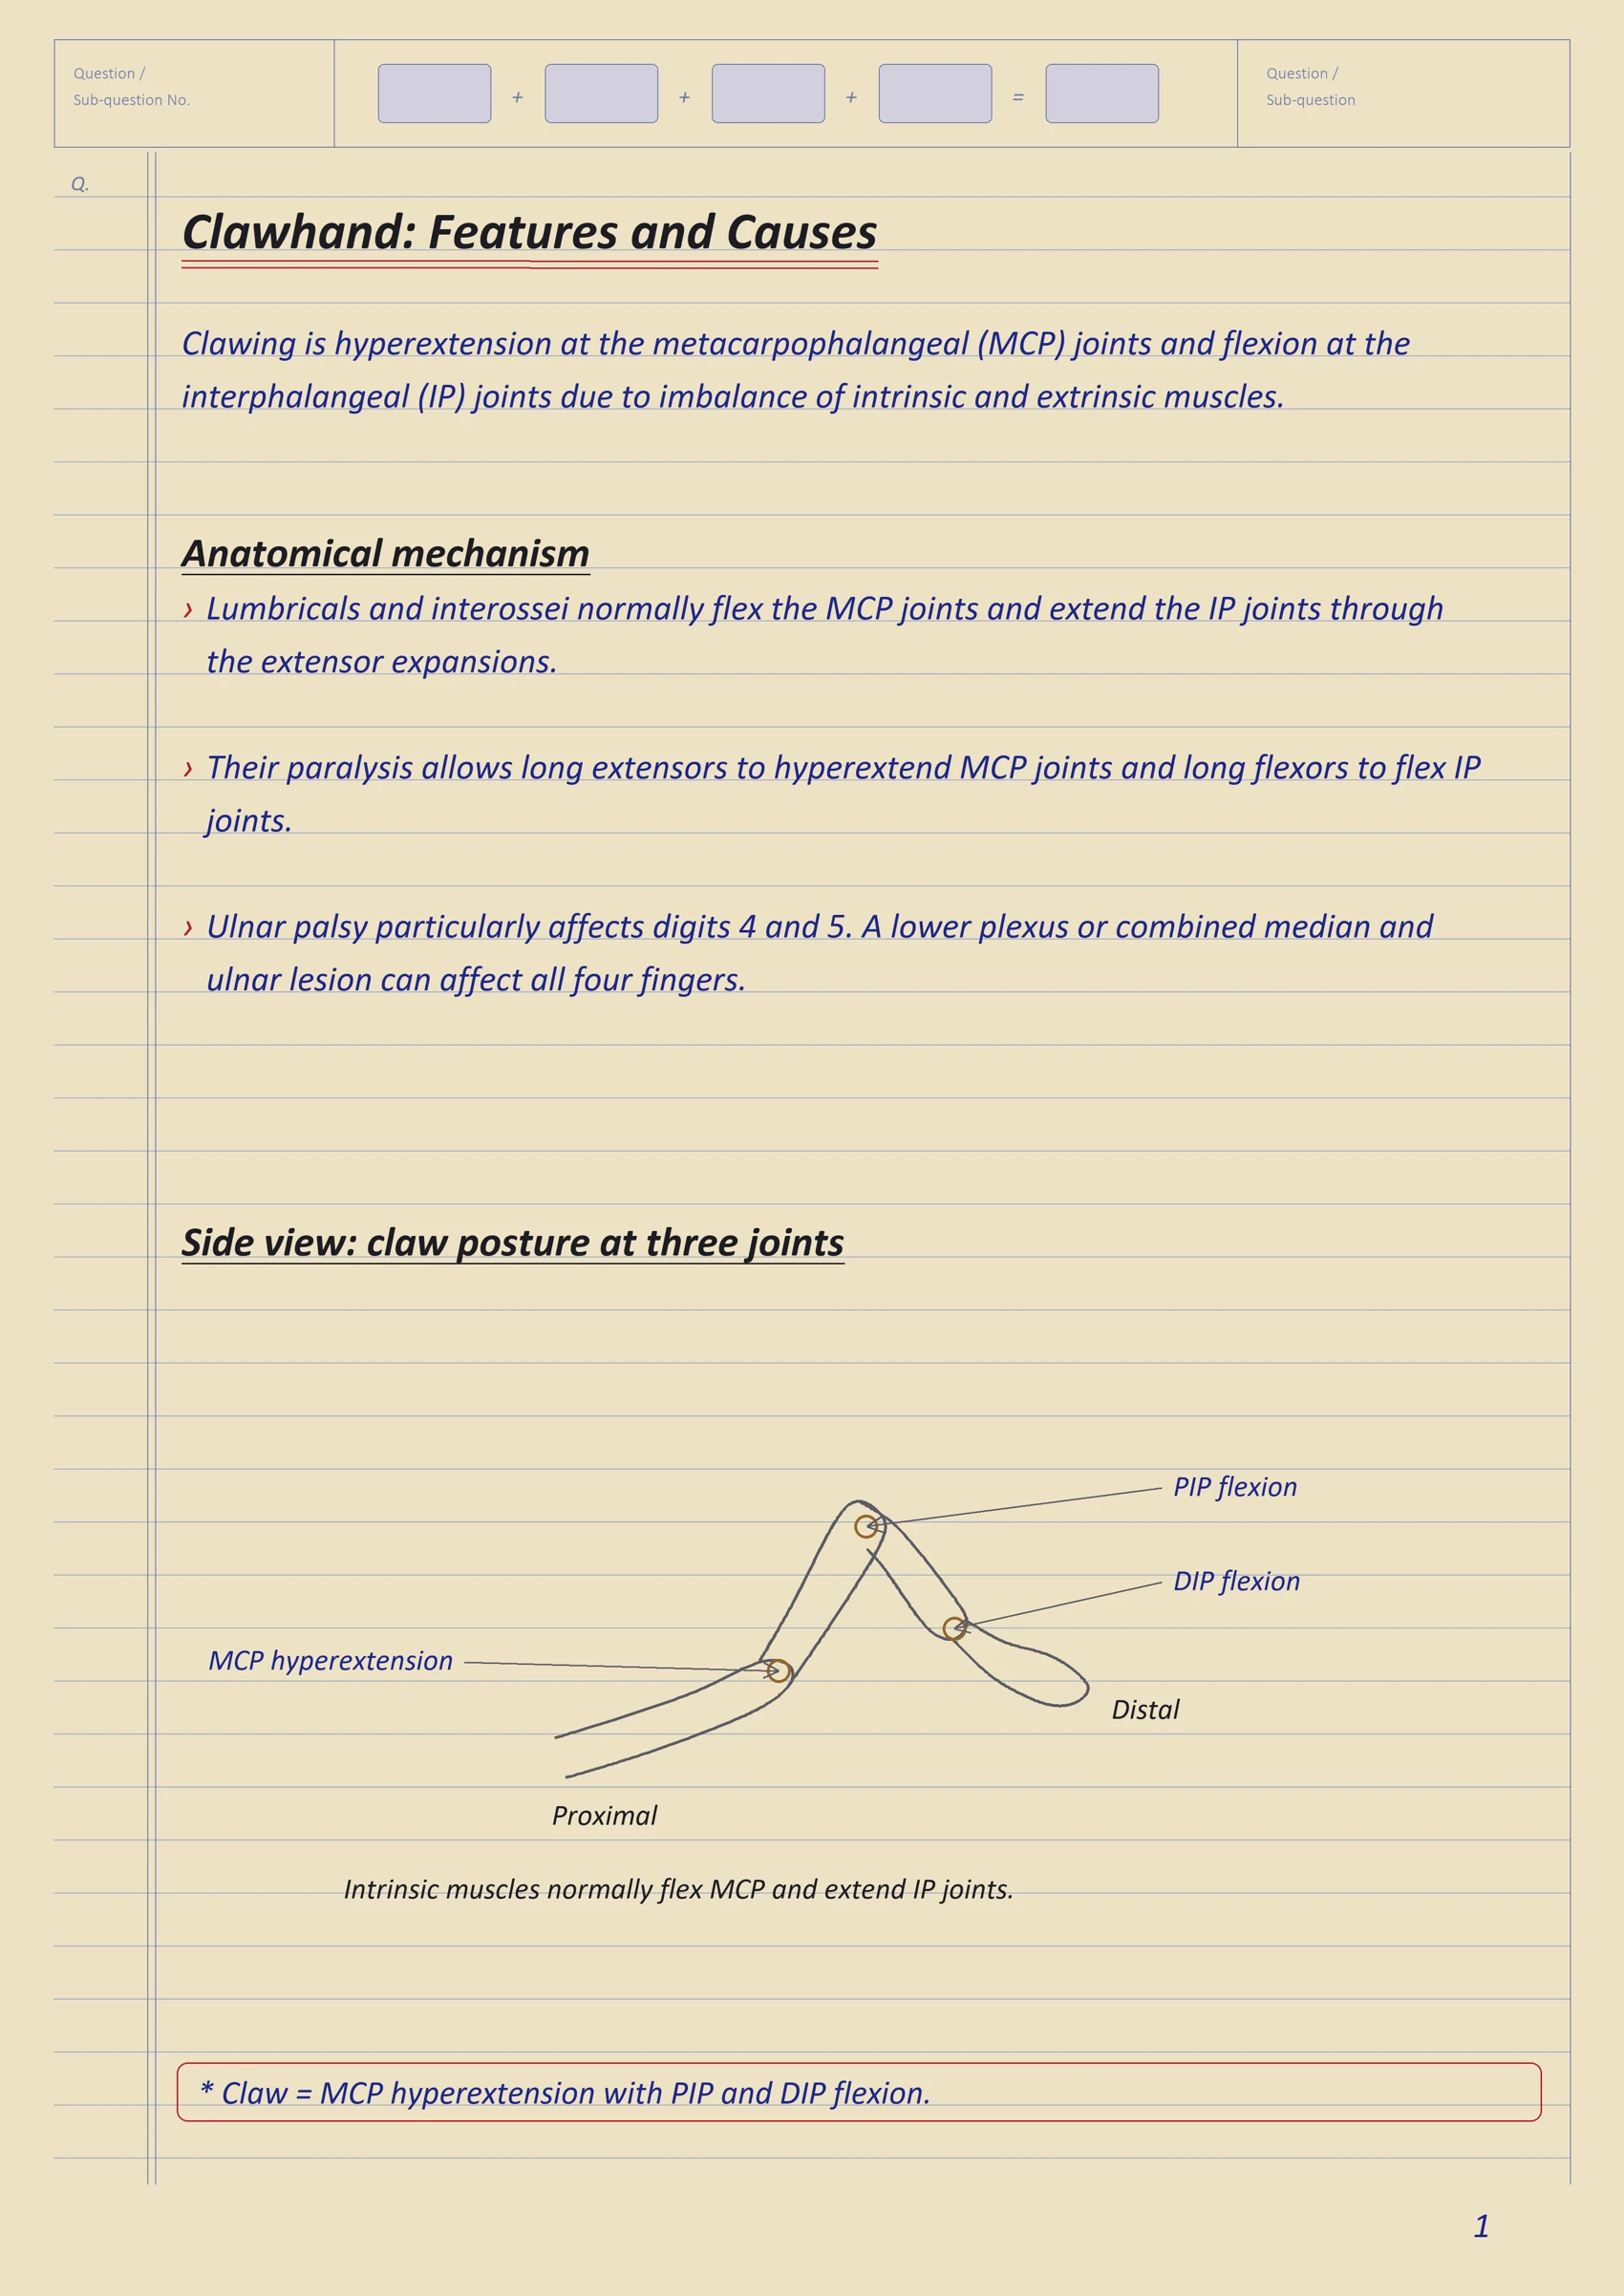 Question /
Sub-question No.
+ + + =
Question /
Sub-question
Q.
Clawhand: Features and Causes
Clawing is hyperextension at the metacarpophalangeal (MCP) joints and flexion at the
interphalangeal (IP) joints due to imbalance of intrinsic and extrinsic muscles.
Anatomical mechanism
› Lumbricals and interossei normally flex the MCP joints and extend the IP joints through
the extensor expansions.
› Their paralysis allows long extensors to hyperextend MCP joints and long flexors to flex IP
joints.
› Ulnar palsy particularly affects digits 4 and 5. A lower plexus or combined median and
ulnar lesion can affect all four fingers.
Side view: claw posture at three joints
PIP flexion
DIP flexion
MCP hyperextension
Distal
Proximal
Intrinsic muscles normally flex MCP and extend IP joints.
* Claw = MCP hyperextension with PIP and DIP flexion.
1